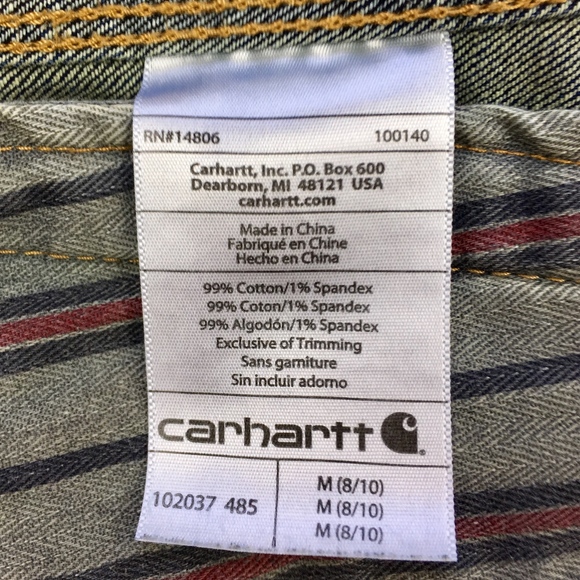 RN#14806 100140
Carhartt, Inc. P.O. Box 600
Dearborn, MI 48121 USA
carhartt.com
Made in China
Fabriqué en Chine
Hecho en China
99% Cotton/1% Spandex
99% Coton/1% Spandex
99% Algodón/1% Spandex
Exclusive of Trimming
Sans garniture
Sin incluir adorno
carhartt
102037 485
M (8/10)
M (8/10)
M (8/10)